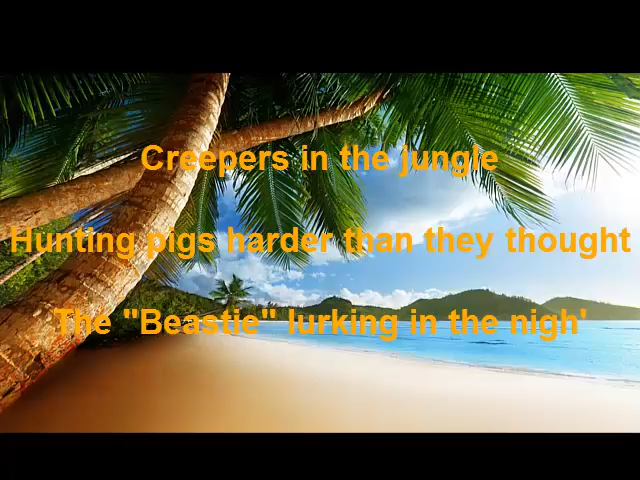 Creepers in the jungle
Hunting pigs harder than they thought
The "Beastie" lurking in the nigh'